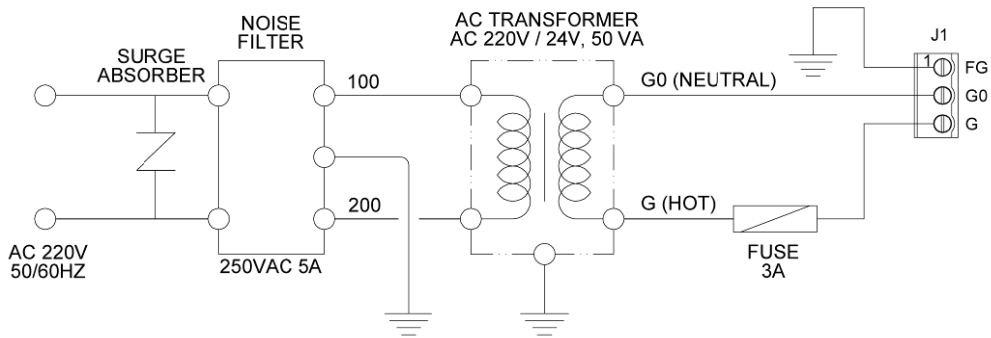 SURGE
ABSORBER
NOISE
FILTER
AC TRANSFORMER
AC 220V / 24V, 50 VA
J1
100
G0 (NEUTRAL)
1
FG
G0
G
200
G (HOT)
AC 220V
50/60HZ
250VAC 5A
FUSE
3A